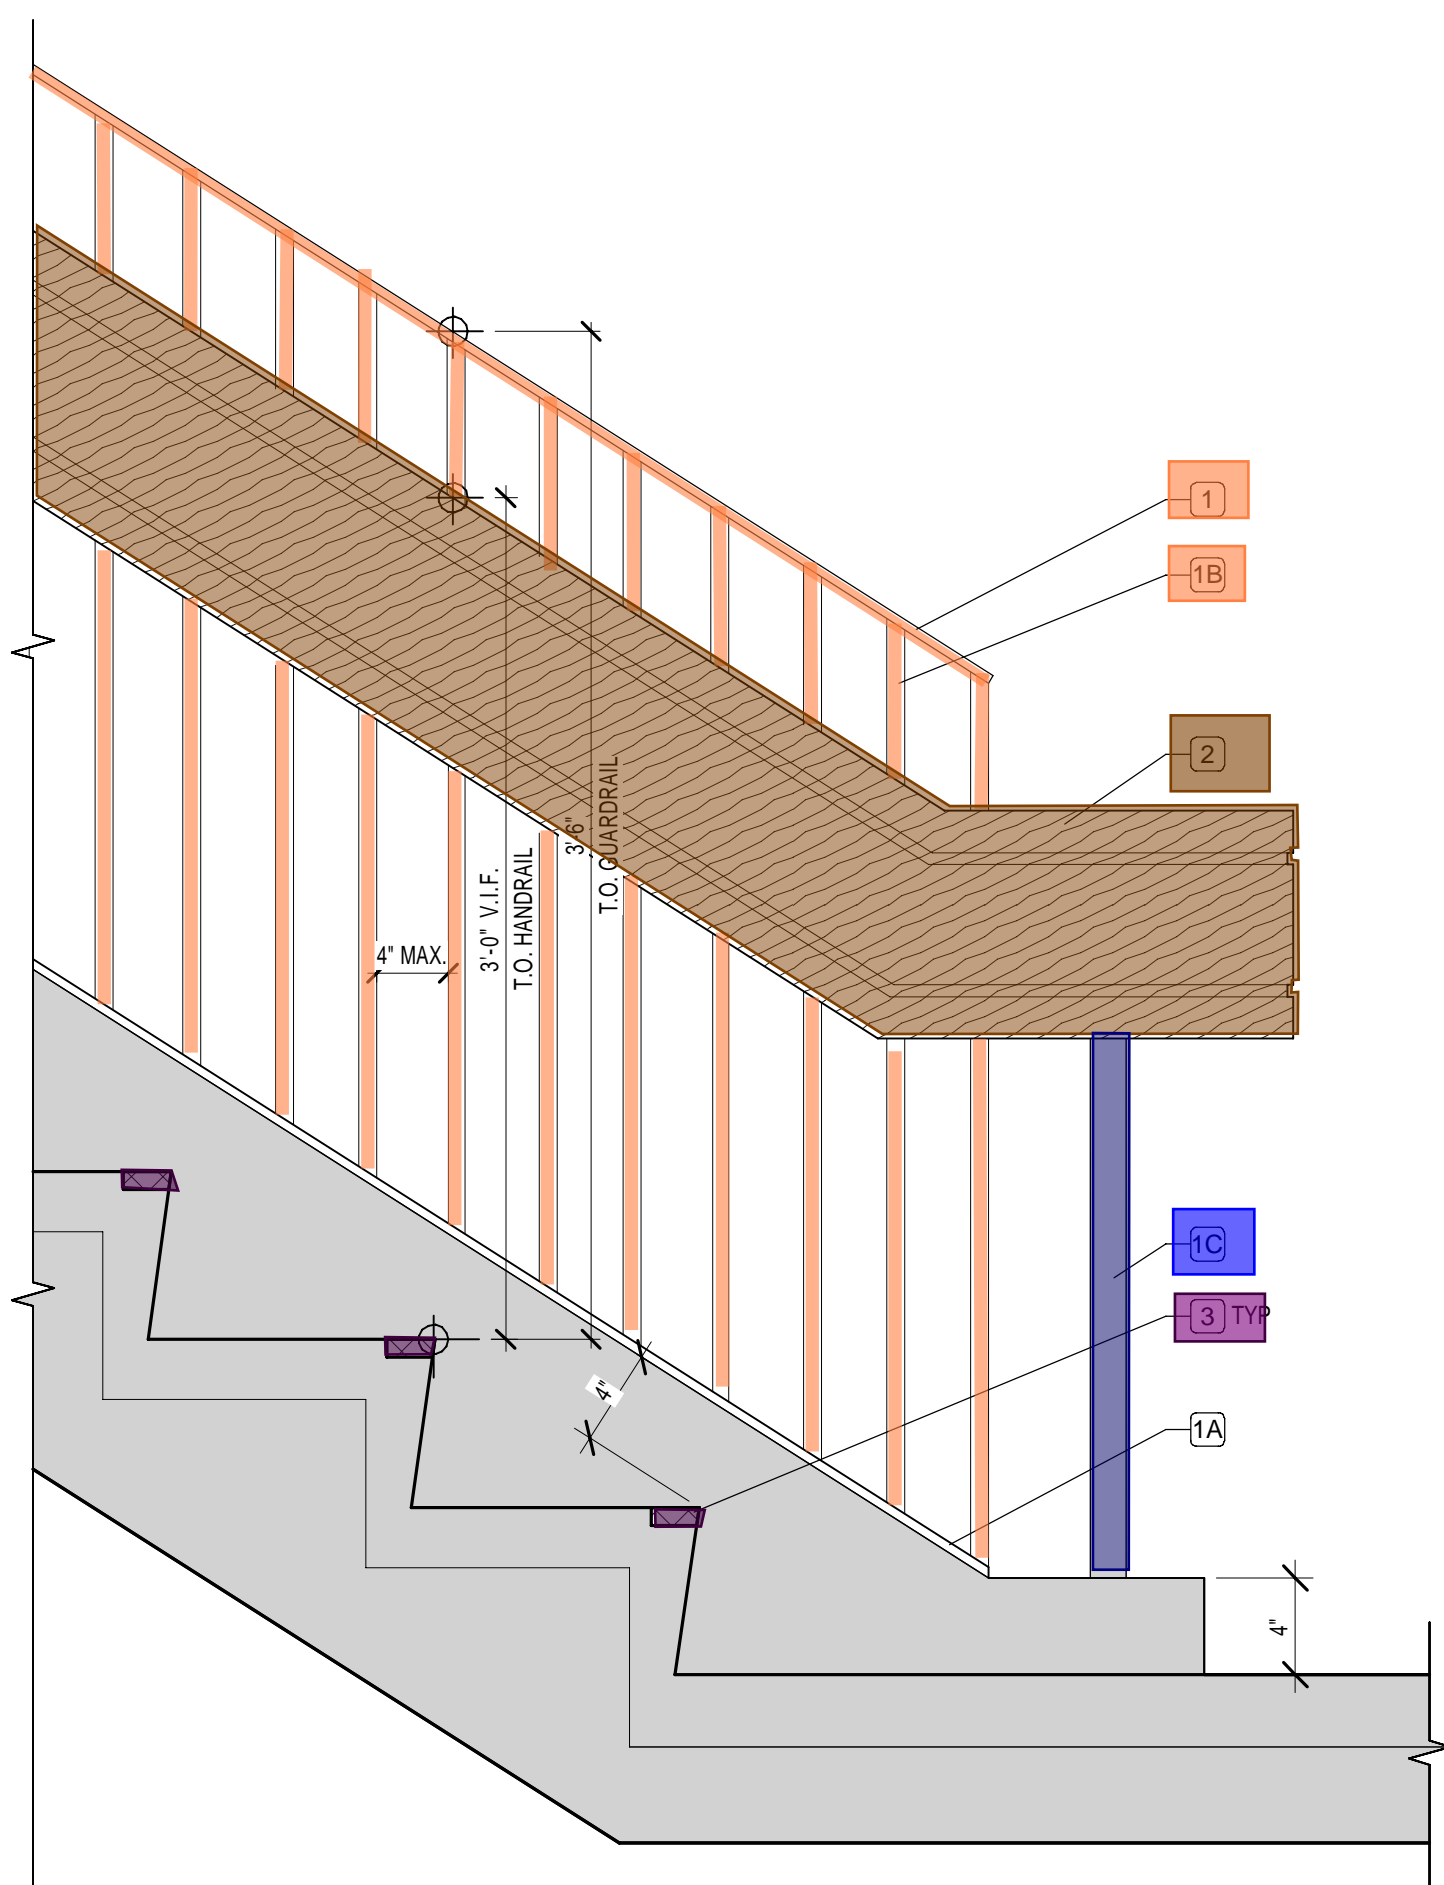 1
1B
2
3'-6"
T.O. GUARDRAIL
3'-0" V.I.F.
T.O. HANDRAIL
4" MAX.
1C
3 TYP
4"
1A
4"